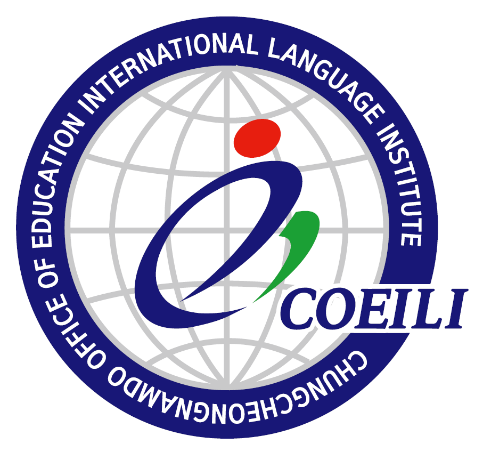 CHUNGCHEONGNAMDO OFFICE OF EDUCATION INTERNATIONAL LANGUAGE INSTITUTE
COEILI